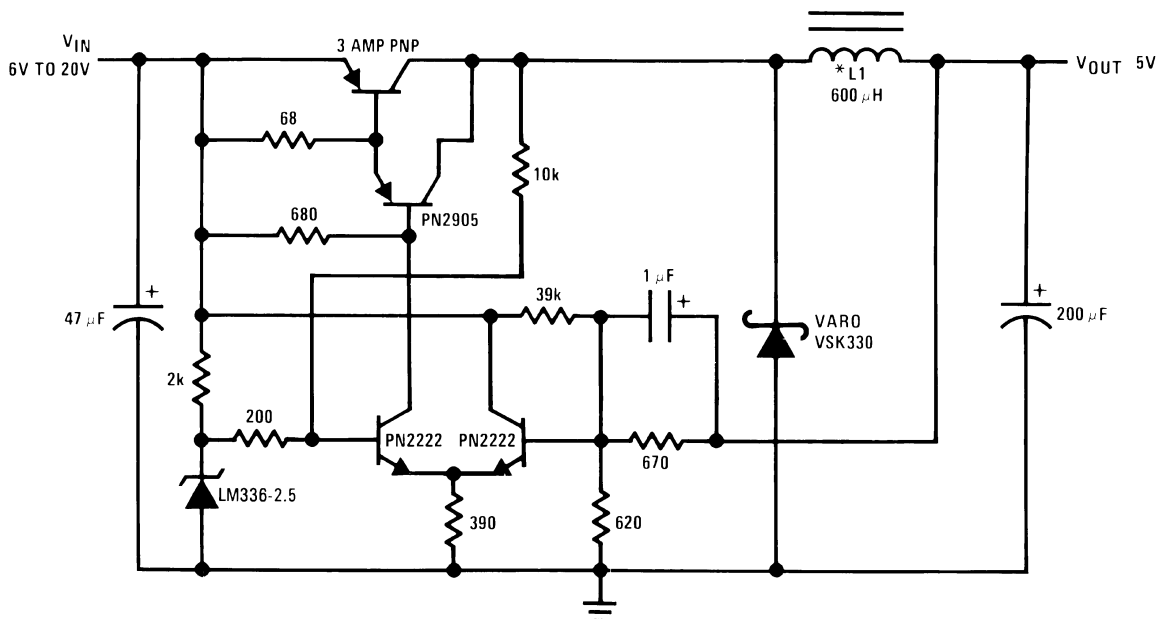 V_IN
6V TO 20V
3 AMP PNP
*L1
600 μH
V_OUT 5V
68
10k
PN2905
680
1 μF
+
39k
+
47 μF
+
200 μF
VARO
VSK330
2k
200
PN2222
PN2222
670
LM336-2.5
390
620